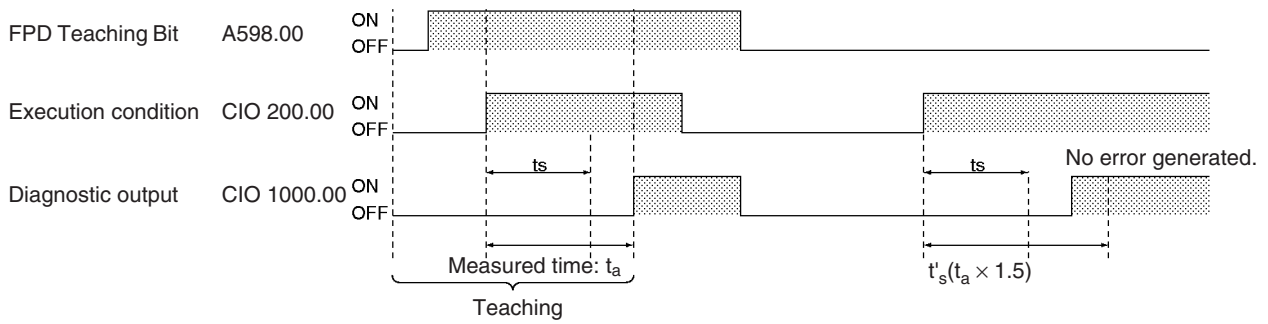 FPD Teaching Bit A598.00 ON
OFF
Execution condition CIO 200.00 ON
OFF
ts ts No error generated.
Diagnostic output CIO 1000.00 ON
OFF
Measured time: ta t's(ta × 1.5)
Teaching